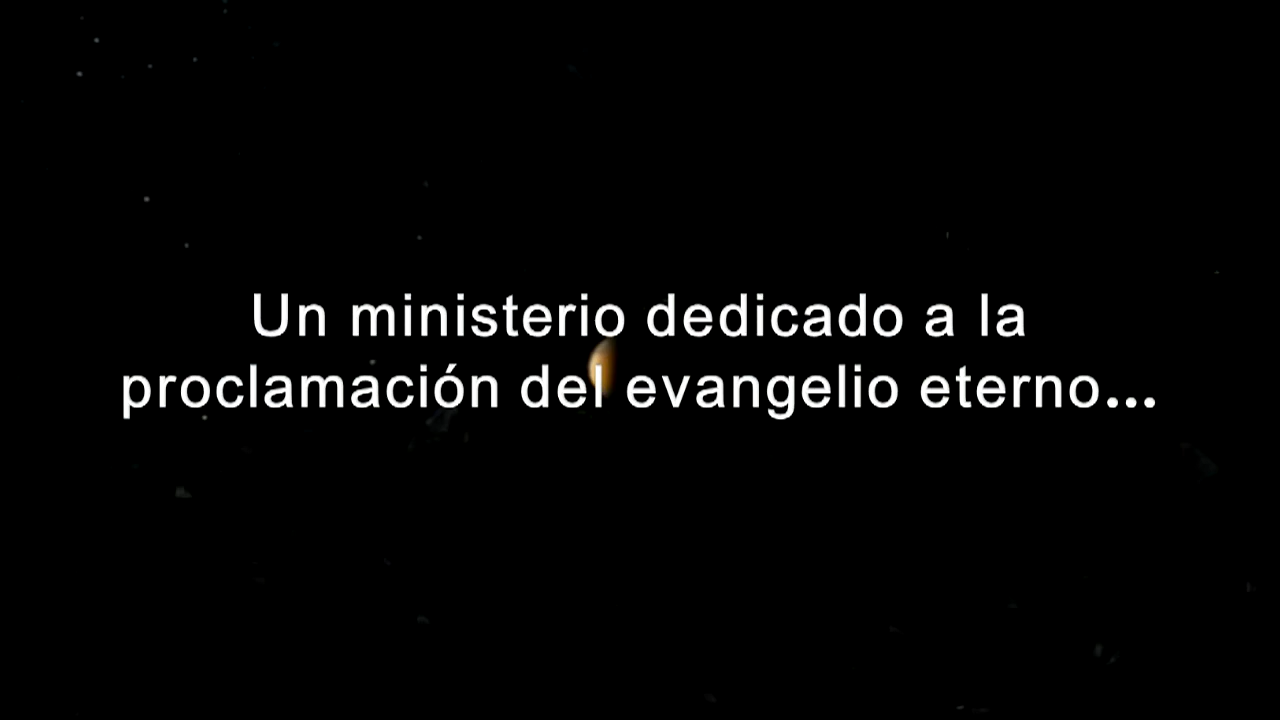 Un ministerio dedicado a la
proclamación del evangelio eterno...